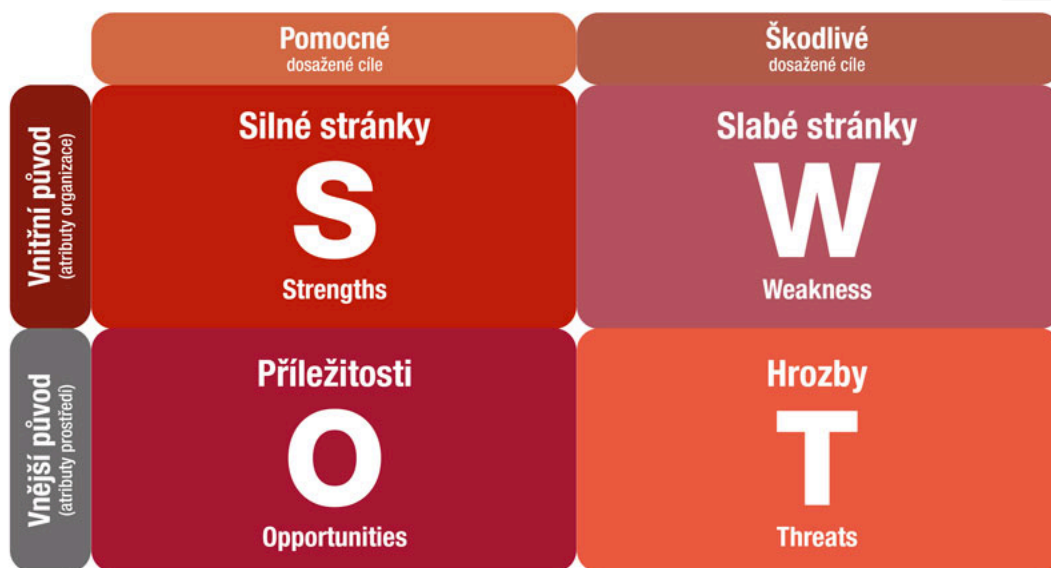 Pomocné
dosažené cíle
Škodlivé
dosažené cíle
Vnitřní původ
(atributy organizace)
Silné stránky
S
Strengths
Slabé stránky
W
Weakness
Vnější původ
(atributy prostředí)
Příležitosti
O
Opportunities
Hrozby
T
Threats